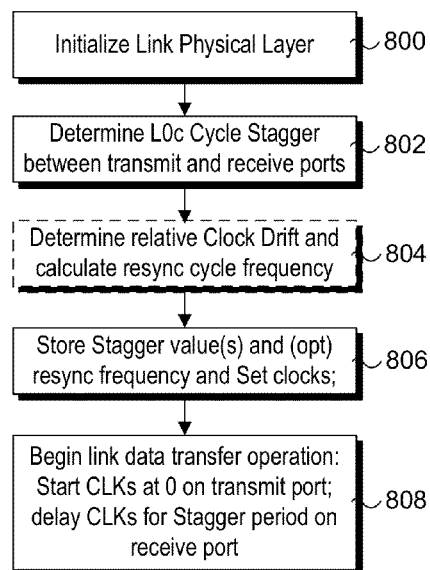 Initialize Link Physical Layer
800
Determine L0c Cycle Stagger
between transmit and receive ports
802
Determine relative Clock Drift and
calculate resync cycle frequency
804
Store Stagger value(s) and (opt)
resync frequency and Set clocks;
806
Begin link data transfer operation:
Start CLKs at 0 on transmit port;
delay CLKs for Stagger period on
receive port
808